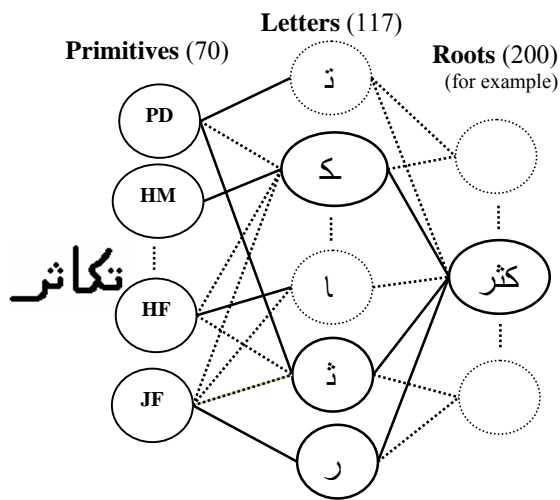 Letters (117)
Primitives (70)
Roots (200)
(for example)
PD
HM
HF
JF
تكاثر
ﺗ
ﻛ
ﺎ
ﺛ
ر
كثر